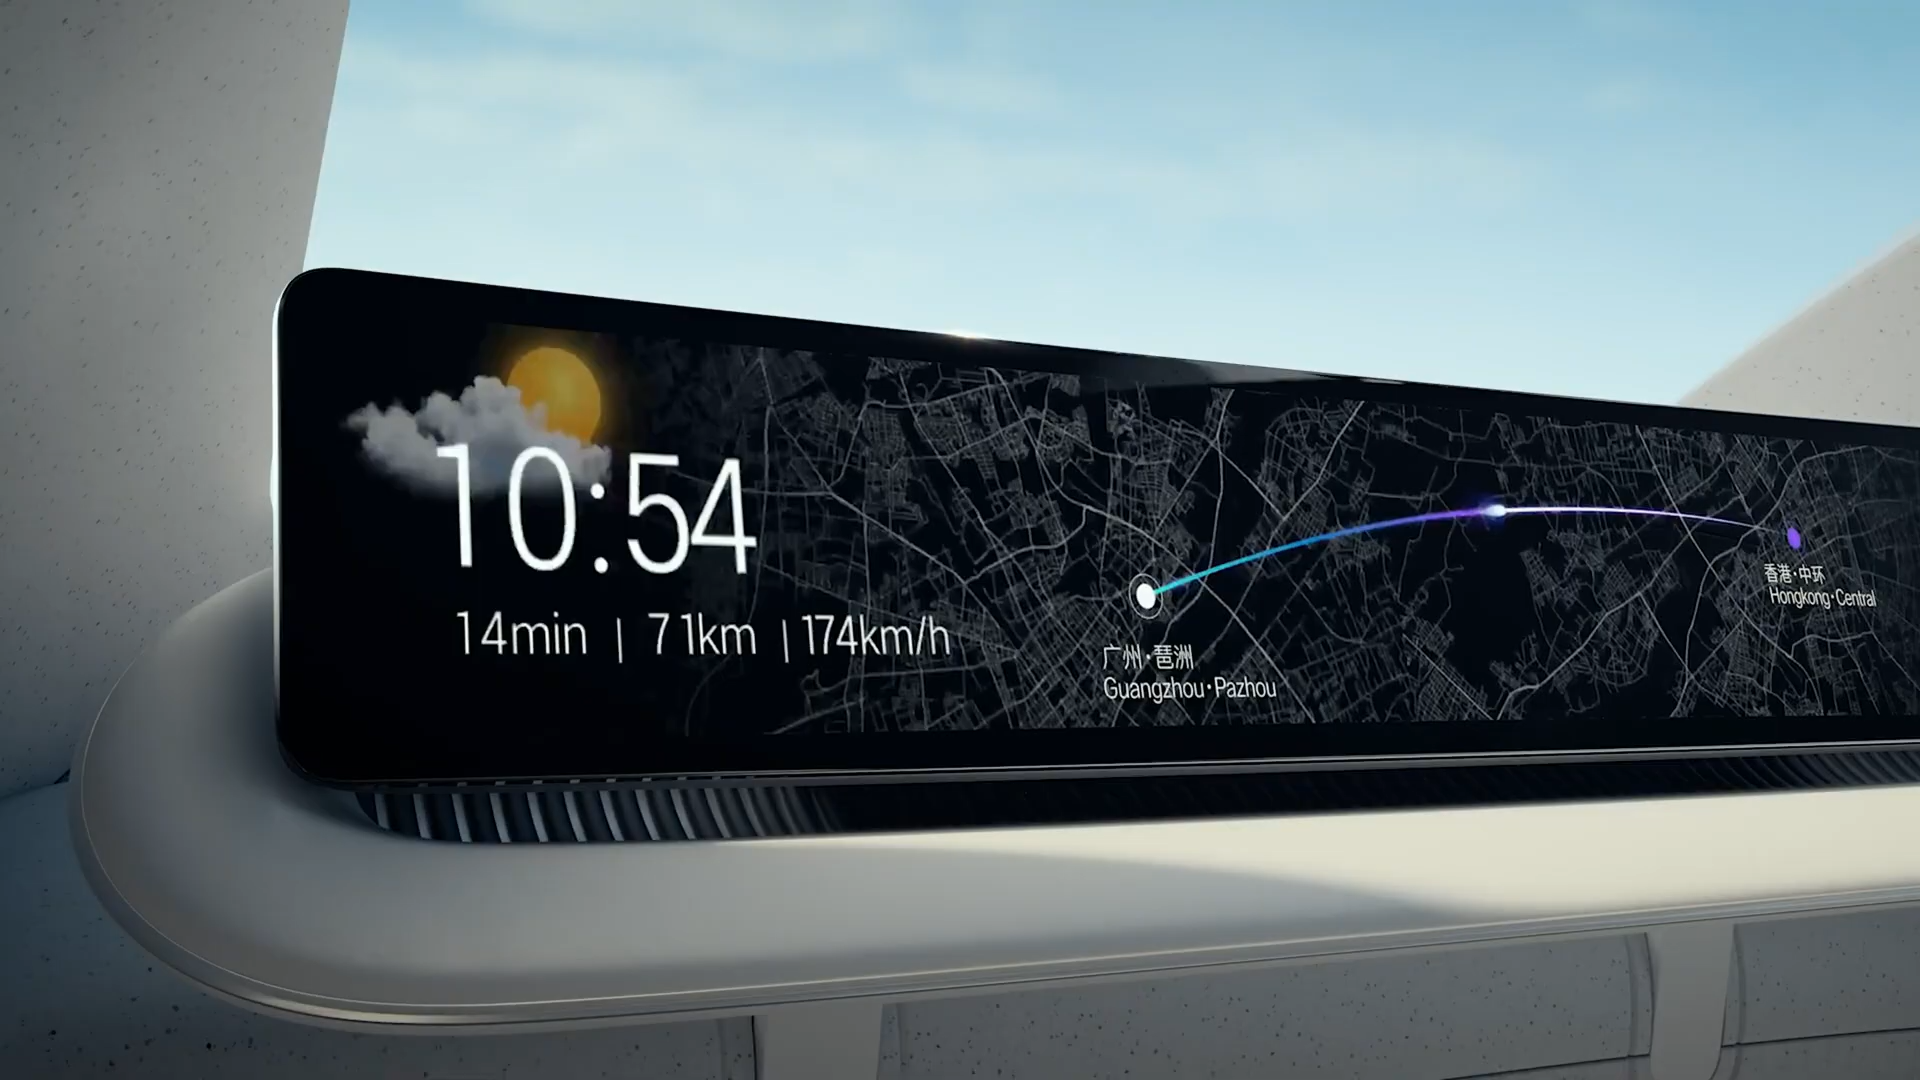 10:54
14min | 71km | 174km/h
广州·琶洲
Guangzhou·Pazhou
香港·中环
Hongkong·Central